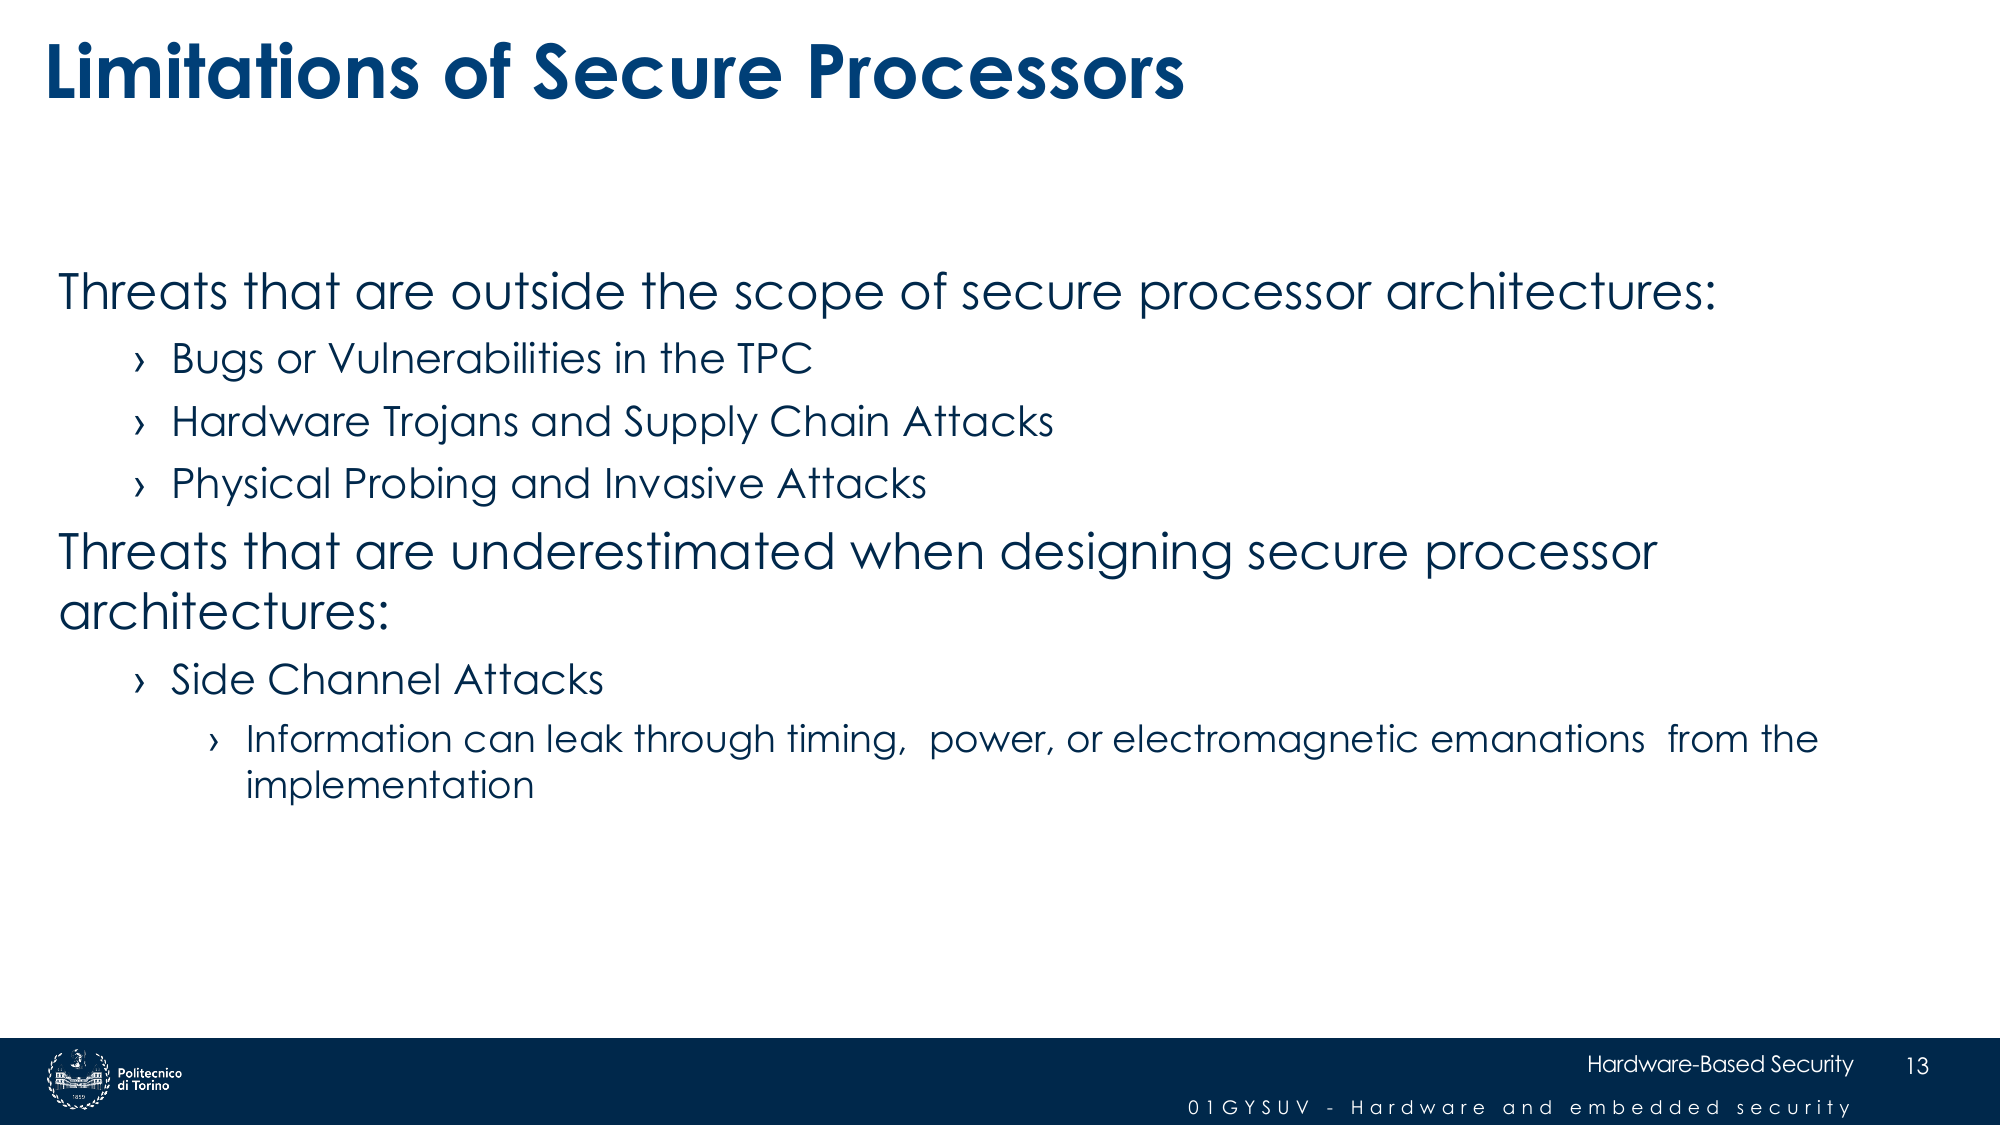 Limitations of Secure Processors
Threats that are outside the scope of secure processor architectures:
› Bugs or Vulnerabilities in the TPC
› Hardware Trojans and Supply Chain Attacks
› Physical Probing and Invasive Attacks
Threats that are underestimated when designing secure processor
architectures:
› Side Channel Attacks
› Information can leak through timing,  power, or electromagnetic emanations  from the
implementation
Politecnico
di Torino
1859
Hardware-Based Security
13
01GYSUV - Hardware and embedded security